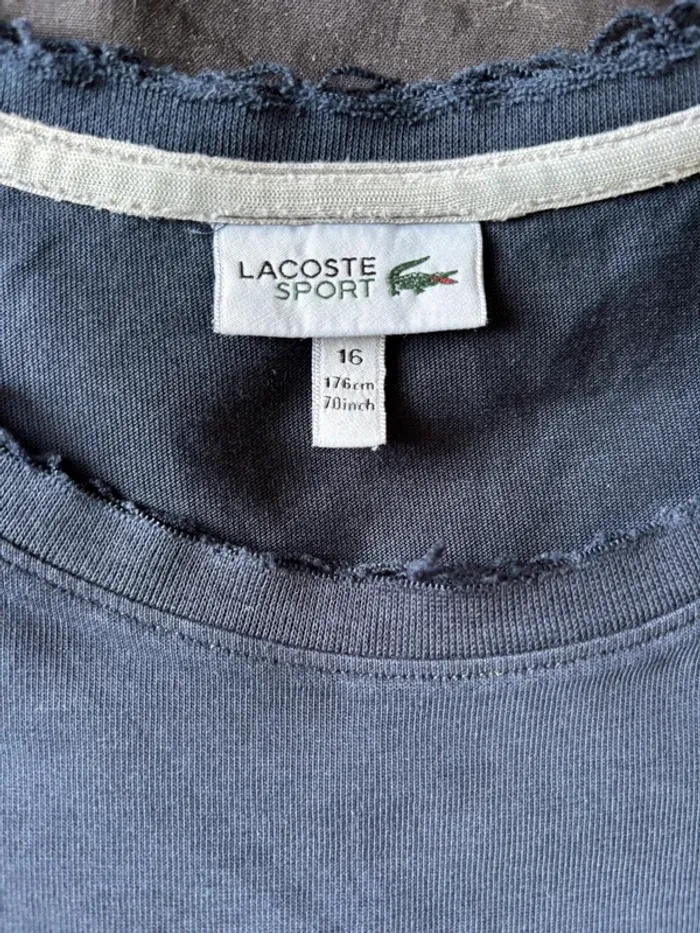 LACOSTE
SPORT
16
176cm
70inch